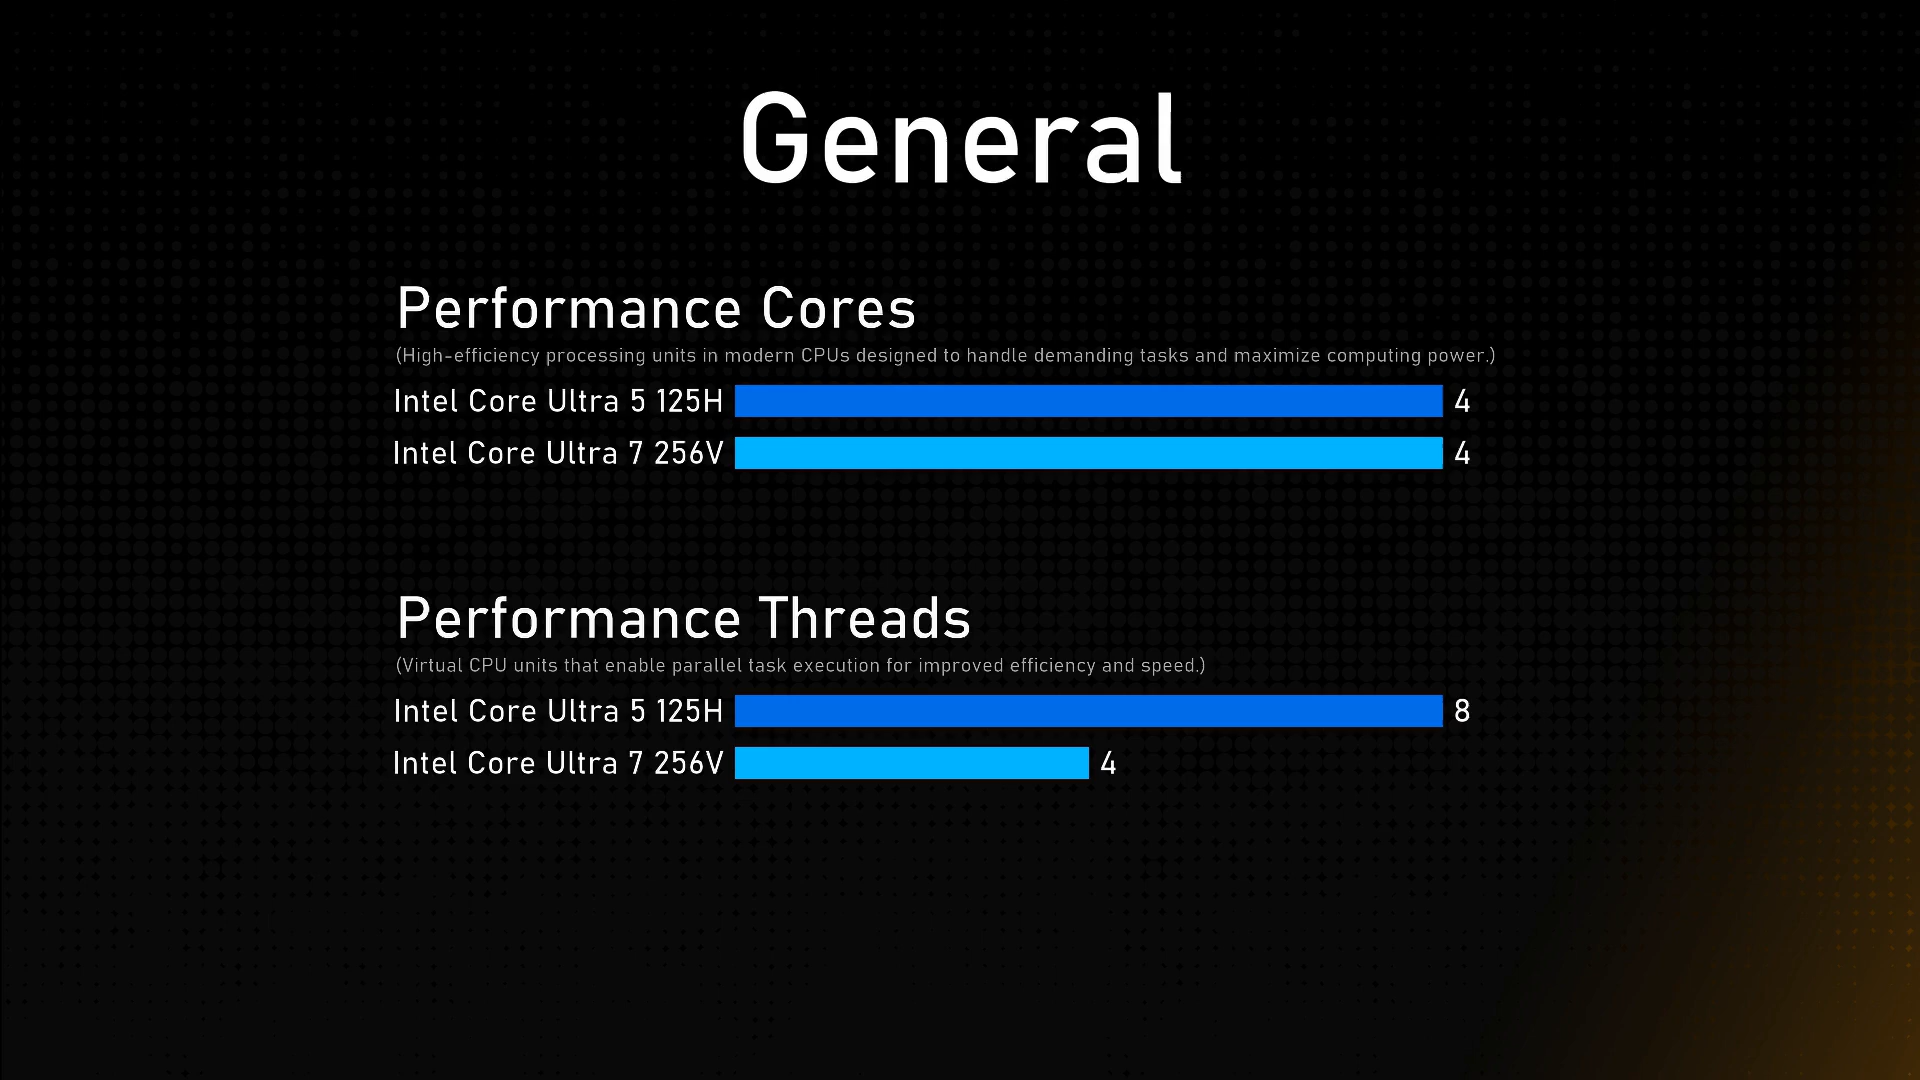 General
Performance Cores
(High-efficiency processing units in modern CPUs designed to handle demanding tasks and maximize computing power.)
Intel Core Ultra 5 125H 4
Intel Core Ultra 7 256V 4
Performance Threads
(Virtual CPU units that enable parallel task execution for improved efficiency and speed.)
Intel Core Ultra 5 125H 8
Intel Core Ultra 7 256V 4